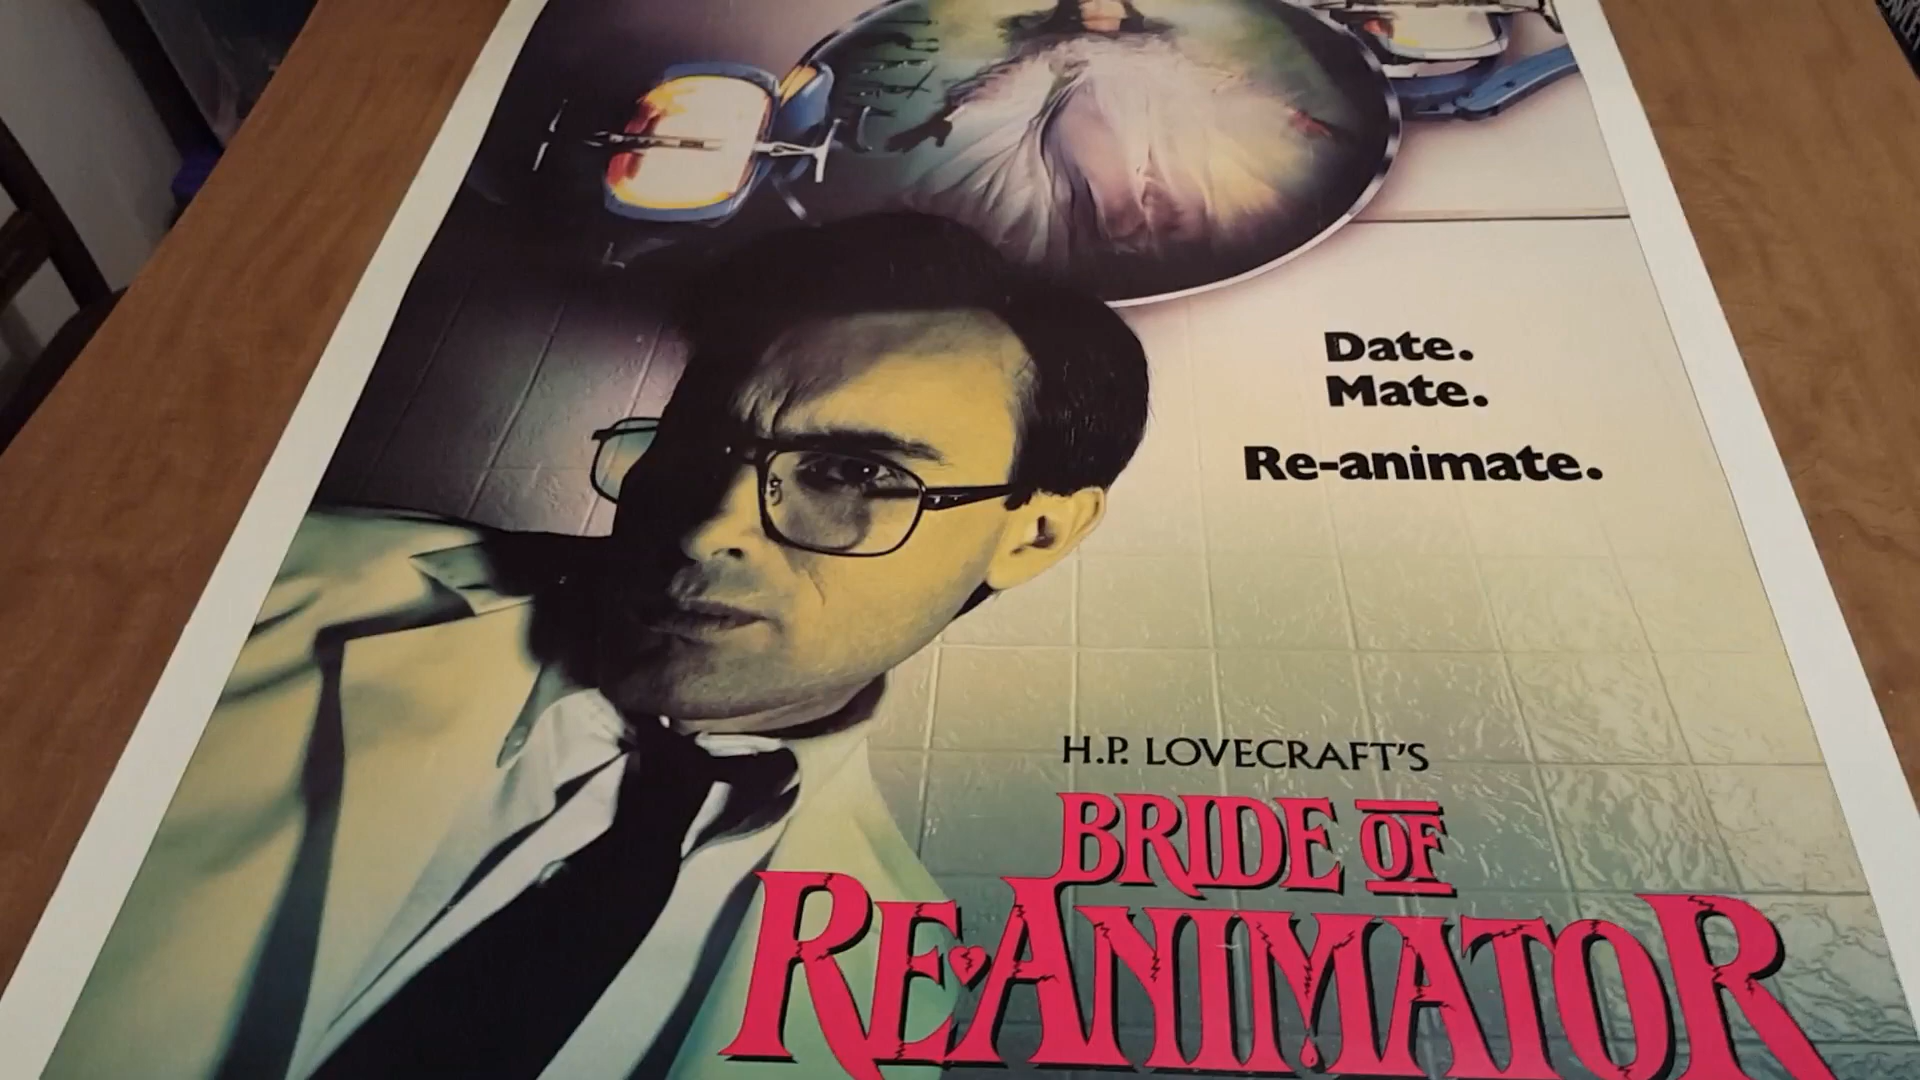 Date.
Mate.
Re-animate.
H.P. LOVECRAFT'S
BRIDE OF
RE-ANIMATOR